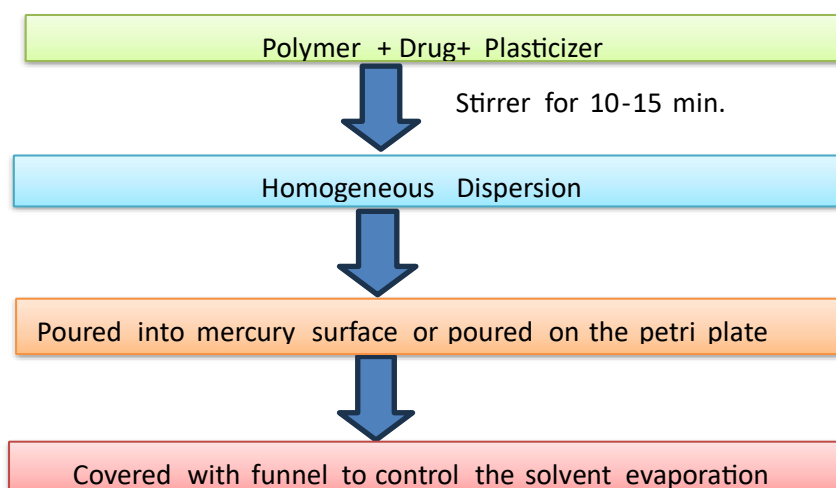 Polymer + Drug+ Plasticizer
Stirrer for 10-15 min.
Homogeneous Dispersion
Poured into mercury surface or poured on the petri plate
Covered with funnel to control the solvent evaporation